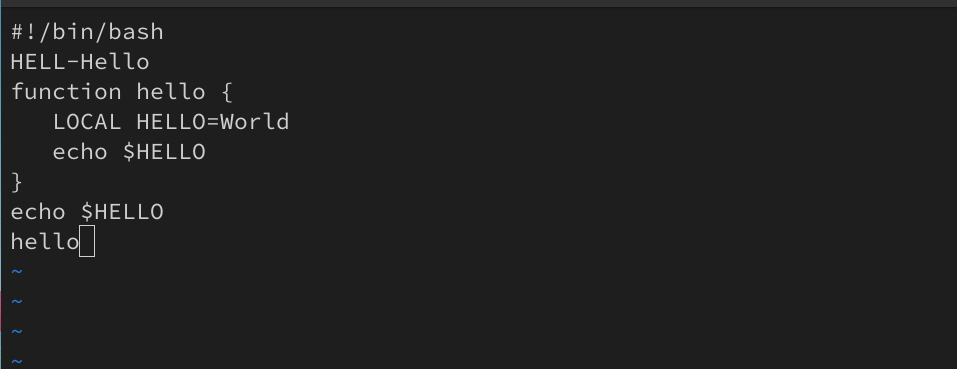 #!/bin/bash
HELL-Hello
function hello {
   LOCAL HELLO=World
   echo $HELLO
}
echo $HELLO
hello
~
~
~
~